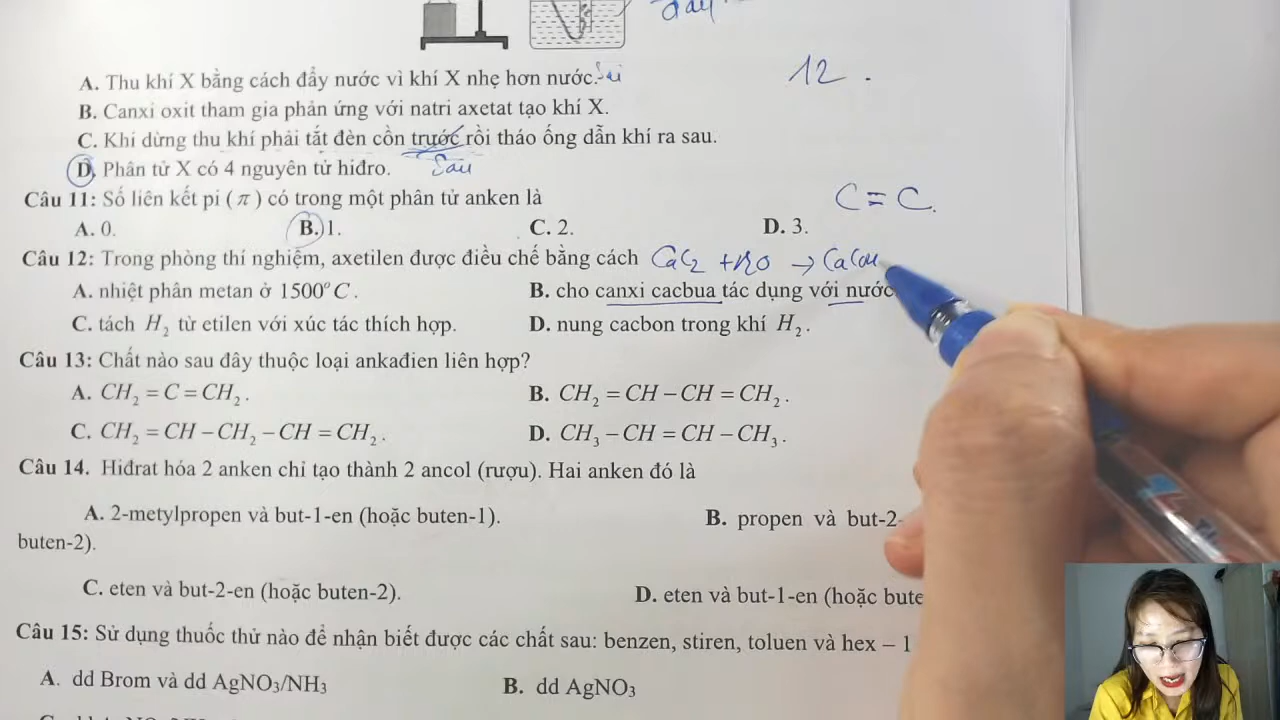 đẩy
A. Thu khí X bằng cách đẩy nước vì khí X nhẹ hơn nước. Sai
12.
B. Canxi oxit tham gia phản ứng với natri axetat tạo khí X.
C. Khi dừng thu khí phải tắt đèn cồn trước rồi tháo ống dẫn khí ra sau.
D. Phân tử X có 4 nguyên tử hiđro. Sau
Câu 11: Số liên kết pi (π) có trong một phân tử anken là
C = C.
A. 0. B. 1. C. 2. D. 3.
Câu 12: Trong phòng thí nghiệm, axetilen được điều chế bằng cách CaC2 + H2O → Ca(OH
A. nhiệt phân metan ở 1500°C. B. cho canxi cacbua tác dụng với nước
C. tách H2 từ etilen với xúc tác thích hợp. D. nung cacbon trong khí H2.
Câu 13: Chất nào sau đây thuộc loại ankađien liên hợp?
A. CH2 = C = CH2. B. CH2 = CH – CH = CH2.
C. CH2 = CH – CH2 – CH = CH2. D. CH3 – CH = CH – CH3.
Câu 14. Hiđrat hóa 2 anken chỉ tạo thành 2 ancol (rượu). Hai anken đó là
A. 2-metylpropen và but-1-en (hoặc buten-1). B. propen và but-2-
buten-2).
C. eten và but-2-en (hoặc buten-2). D. eten và but-1-en (hoặc bute
Câu 15: Sử dụng thuốc thử nào để nhận biết được các chất sau: benzen, stiren, toluen và hex – 1
A. dd Brom và dd AgNO3/NH3 B. dd AgNO3